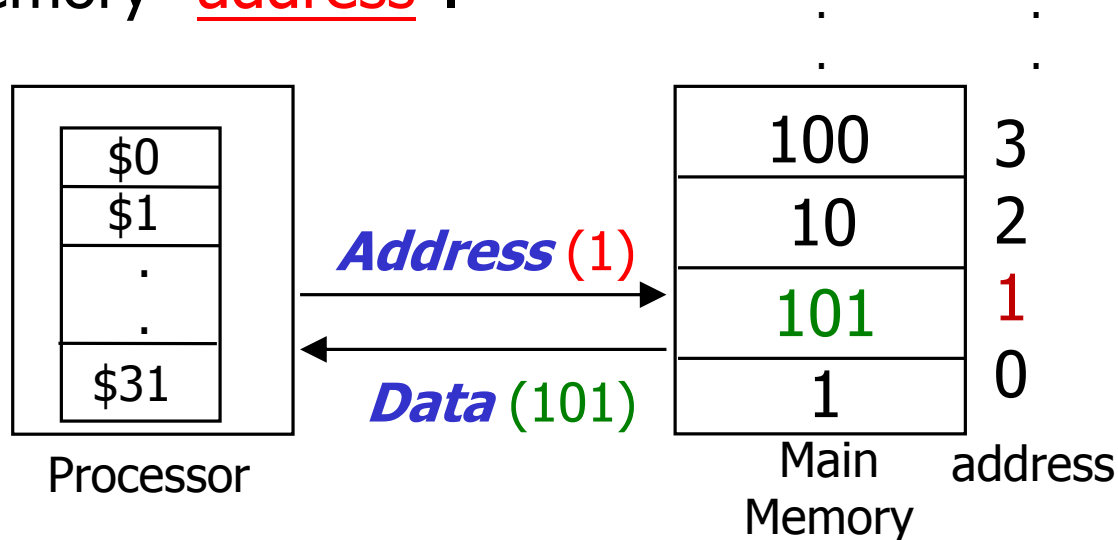 address".
. .
. .
$0
$1
.
.
$31
Processor
Address (1)
Data (101)
100 3
10 2
101 1
1 0
Main
Memory
address